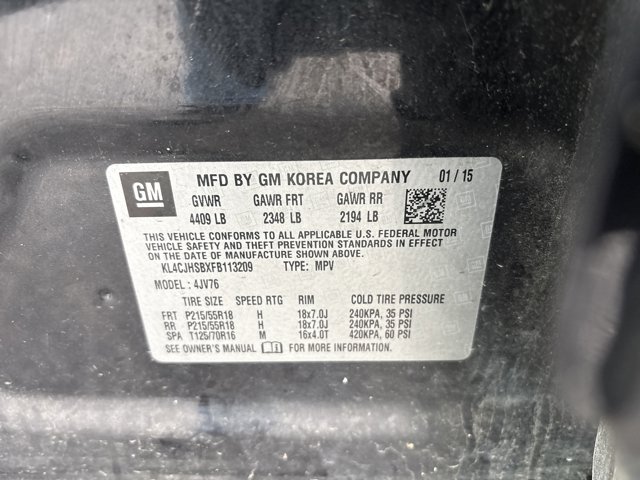 GM MFD BY GM KOREA COMPANY 01 / 15
GVWR GAWR FRT GAWR RR
4409 LB 2348 LB 2194 LB
THIS VEHICLE CONFORMS TO ALL APPLICABLE U.S. FEDERAL MOTOR
VEHICLE SAFETY AND THEFT PREVENTION STANDARDS IN EFFECT
ON THE DATE OF MANUFACTURE SHOWN ABOVE.
KL4CJHSBXFB113209 TYPE: MPV
MODEL : 4JV76
TIRE SIZE SPEED RTG RIM COLD TIRE PRESSURE
FRT P215/55R18 H 18x7.0J 240KPA, 35 PSI
RR P215/55R18 H 18x7.0J 240KPA, 35 PSI
SPA T125/70R16 M 16x4.0T 420KPA, 60 PSI
SEE OWNER'S MANUAL FOR MORE INFORMATION.